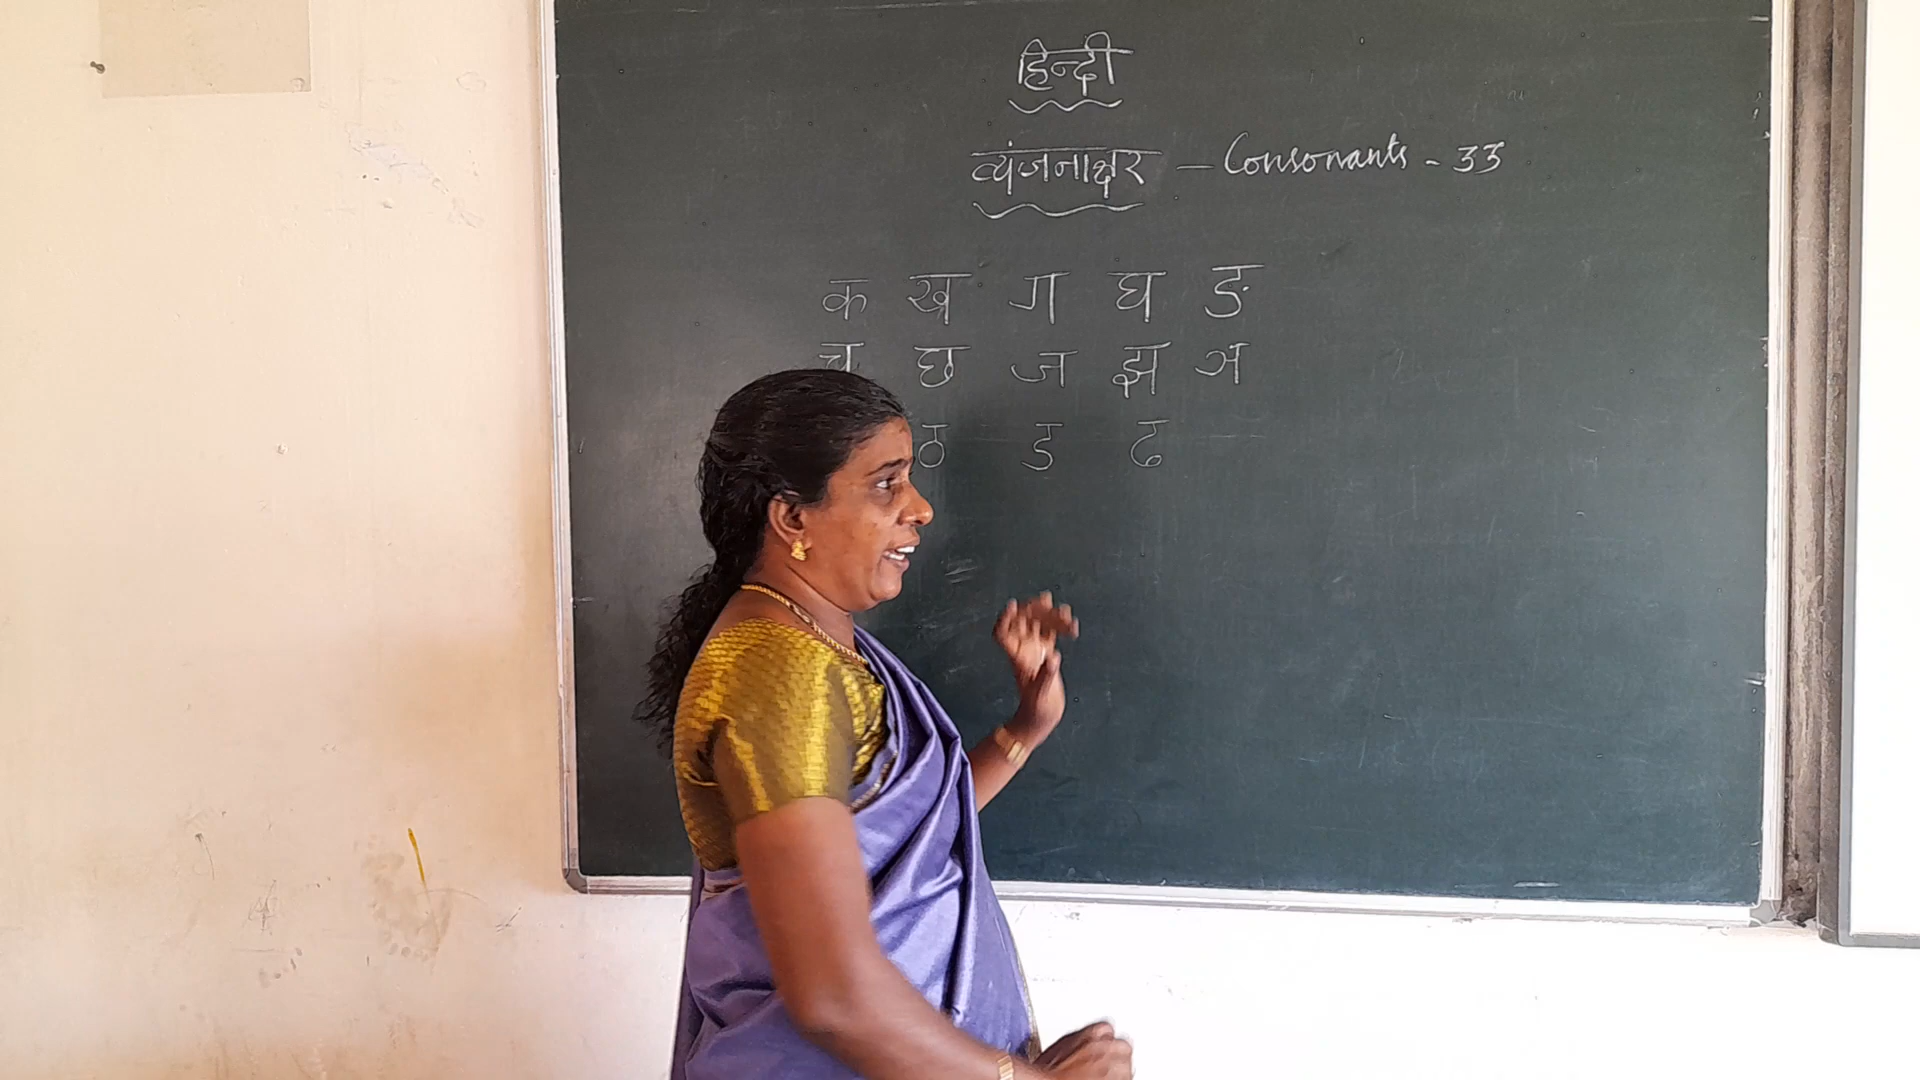 हिन्दी
व्यंजनाक्षर – Consonants - 33
क ख ग घ ङ
च छ ज झ ञ
ठ ड ढ